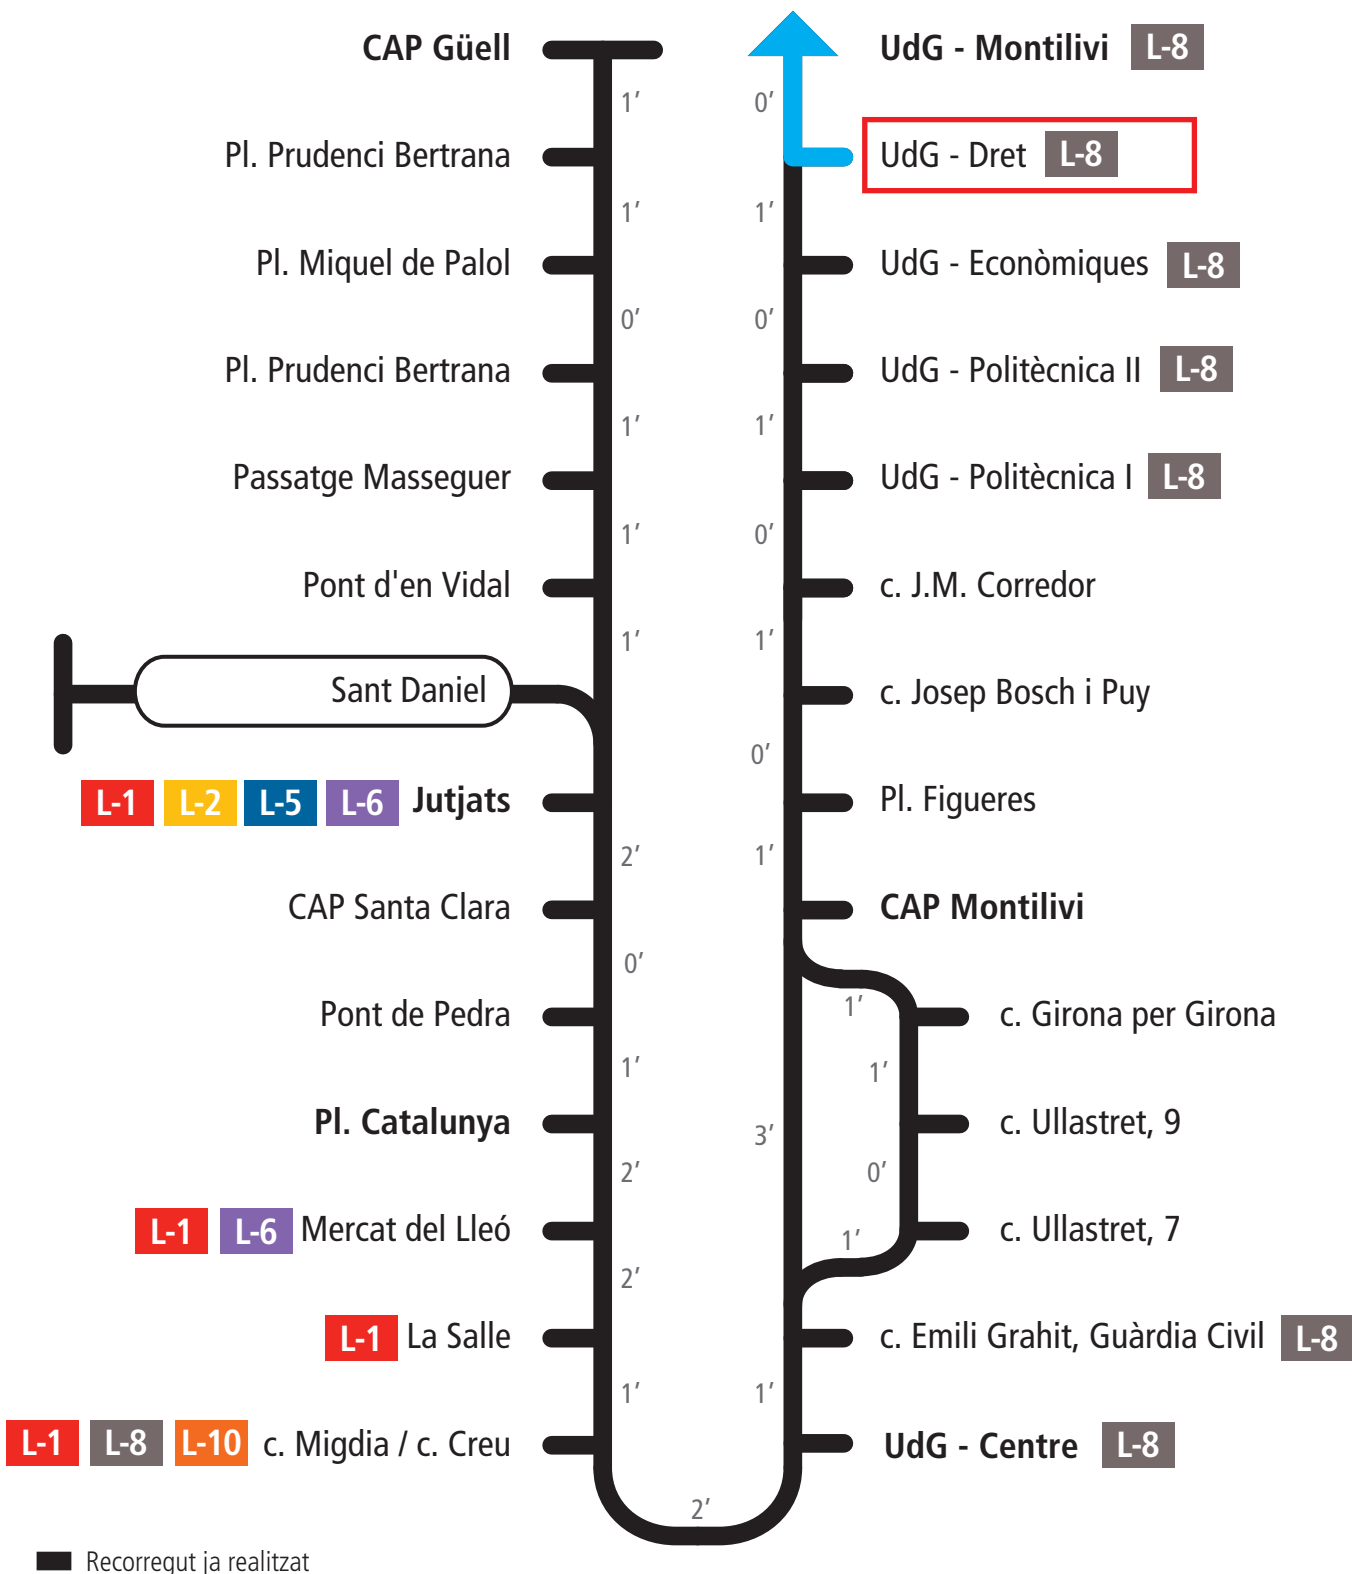 CAP Güell
1'
Pl. Prudenci Bertrana
1'
Pl. Miquel de Palol
0'
Pl. Prudenci Bertrana
1'
Passatge Masseguer
1'
Pont d'en Vidal
1'
Sant Daniel
L-1 L-2 L-5 L-6 Jutjats
2'
CAP Santa Clara
0'
Pont de Pedra
1'
Pl. Catalunya
2'
L-1 L-6 Mercat del Lleó
2'
L-1 La Salle
1'
L-1 L-8 L-10 c. Migdia / c. Creu
2'
UdG - Montilivi L-8
0'
UdG - Dret L-8
1'
UdG - Econòmiques L-8
0'
UdG - Politècnica II L-8
1'
UdG - Politècnica I L-8
0'
c. J.M. Corredor
1'
c. Josep Bosch i Puy
0'
Pl. Figueres
1'
CAP Montilivi
1'
c. Girona per Girona
1'
c. Ullastret, 9
3'
0'
c. Ullastret, 7
1'
c. Emili Grahit, Guàrdia Civil L-8
1'
UdG - Centre L-8
Recorregut ja realitzat